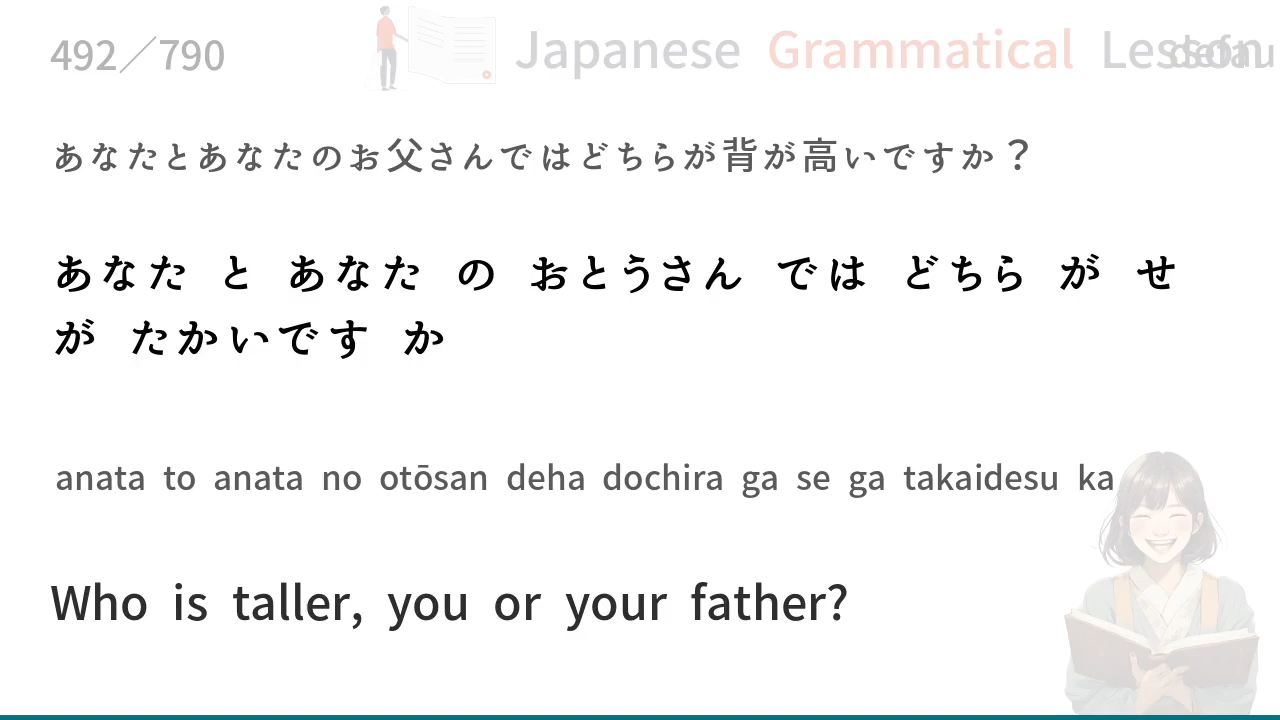 492／790
Japanese Grammatical Lesson
あなたとあなたのお父さんではどちらが背が高いですか？
あなた と あなた の おとうさん では どちら が せ
が たかいです か
anata to anata no otōsan deha dochira ga se ga takaidesu ka
Who is taller, you or your father?